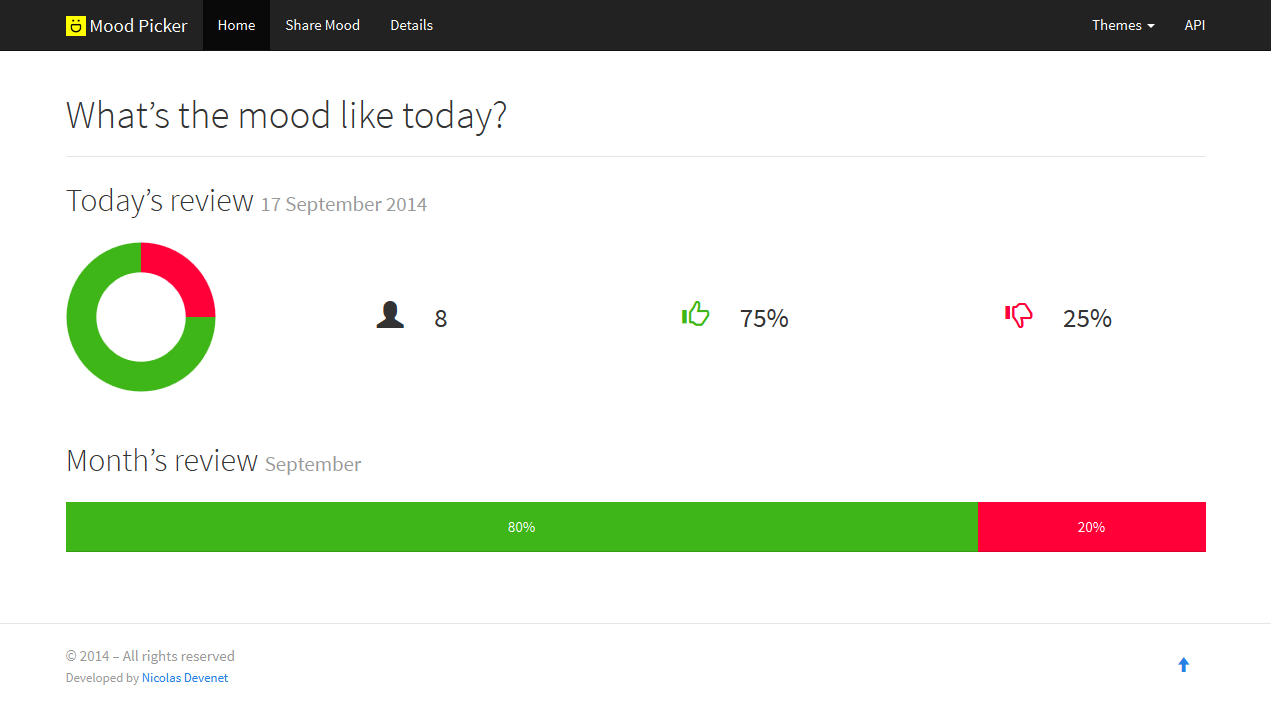 Mood Picker Home Share Mood Details Themes API
What’s the mood like today?
Today’s review 17 September 2014
8 75% 25%
Month’s review September
80% 20%
© 2014 – All rights reserved
Developed by Nicolas Devenet